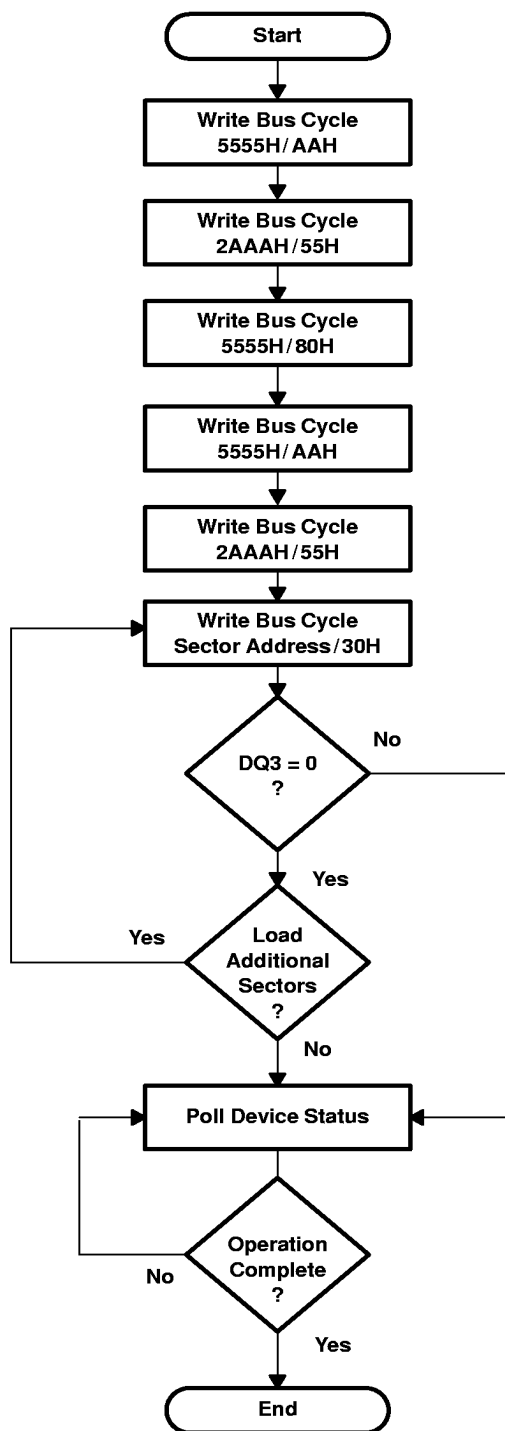 Start
Write Bus Cycle
5555H/AAH
Write Bus Cycle
2AAAH/55H
Write Bus Cycle
5555H/80H
Write Bus Cycle
5555H/AAH
Write Bus Cycle
2AAAH/55H
Write Bus Cycle
Sector Address/30H
No
DQ3 = 0
?
Yes
Yes
Load
Additional
Sectors
?
No
Poll Device Status
Operation
Complete
?
No
Yes
End